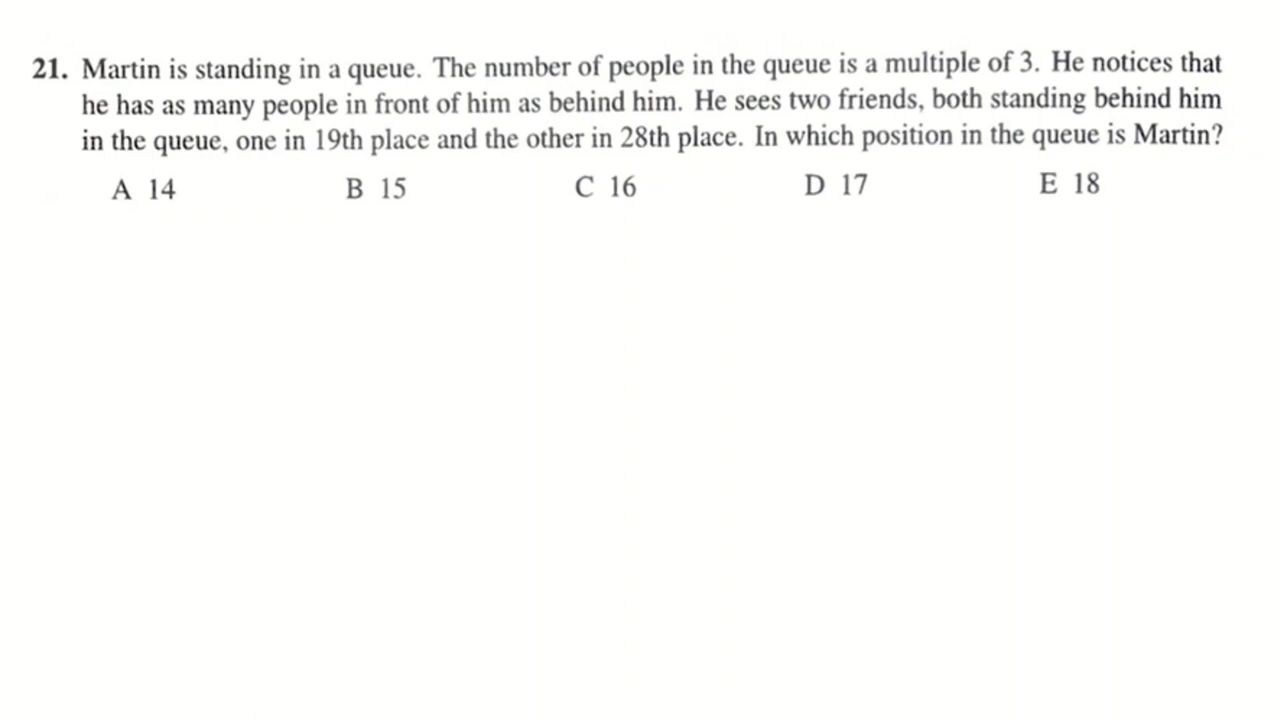 21. Martin is standing in a queue. The number of people in the queue is a multiple of 3. He notices that
he has as many people in front of him as behind him. He sees two friends, both standing behind him
in the queue, one in 19th place and the other in 28th place. In which position in the queue is Martin?
A 14 B 15 C 16 D 17 E 18